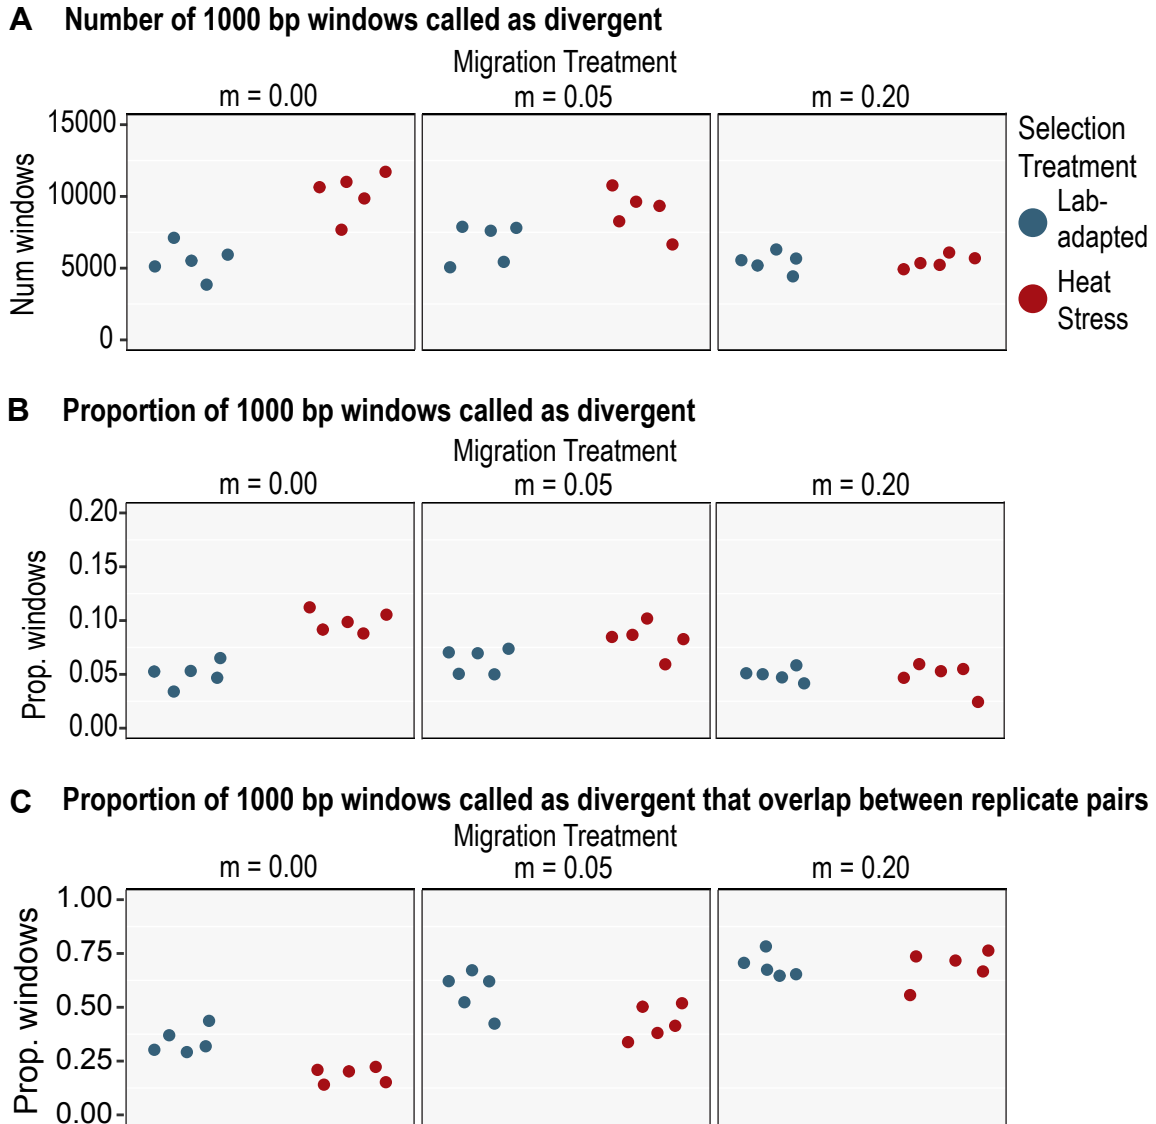 A Number of 1000 bp windows called as divergent
Migration Treatment
m = 0.00 m = 0.05 m = 0.20
Num windows
15000
10000
5000
0
Selection
Treatment
Lab-
adapted
Heat
Stress
B Proportion of 1000 bp windows called as divergent
Migration Treatment
m = 0.00 m = 0.05 m = 0.20
Prop. windows
0.20
0.15
0.10
0.05
0.00
C Proportion of 1000 bp windows called as divergent that overlap between replicate pairs
Migration Treatment
m = 0.00 m = 0.05 m = 0.20
Prop. windows
1.00
0.75
0.50
0.25
0.00